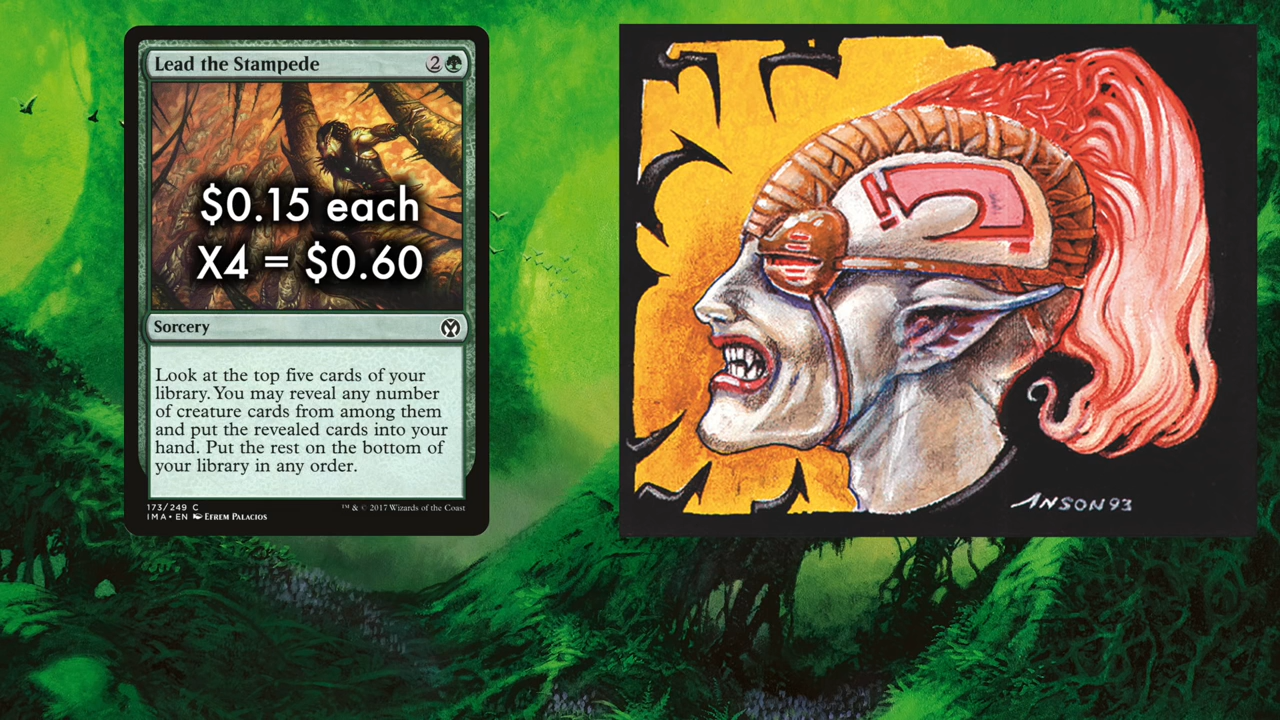 Lead the Stampede 2
$0.15 each
X4 = $0.60
Sorcery
Look at the top five cards of your
library. You may reveal any number
of creature cards from among them
and put the revealed cards into your
hand. Put the rest on the bottom of
your library in any order.
173/249 C
IMA • EN Efrem Palacios
™ & © 2017 Wizards of the Coast
ANSON93